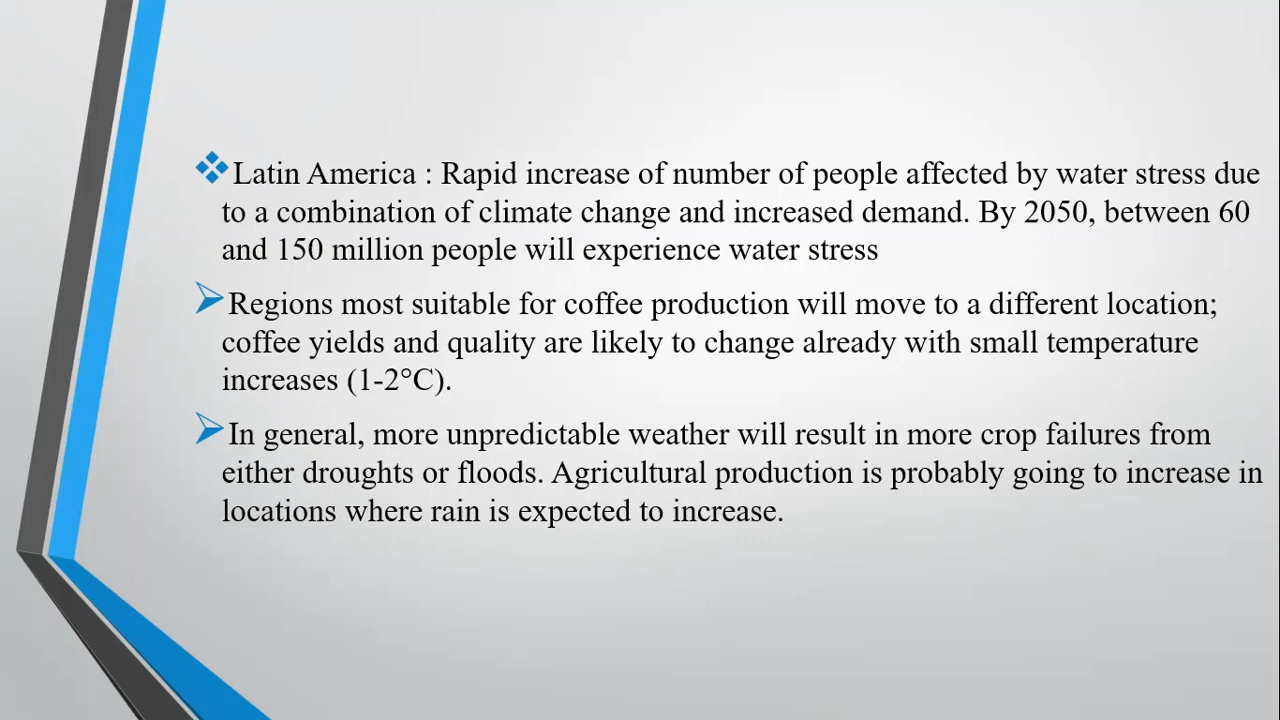 Latin America : Rapid increase of number of people affected by water stress due
to a combination of climate change and increased demand. By 2050, between 60
and 150 million people will experience water stress
Regions most suitable for coffee production will move to a different location;
coffee yields and quality are likely to change already with small temperature
increases (1-2°C).
In general, more unpredictable weather will result in more crop failures from
either droughts or floods. Agricultural production is probably going to increase in
locations where rain is expected to increase.